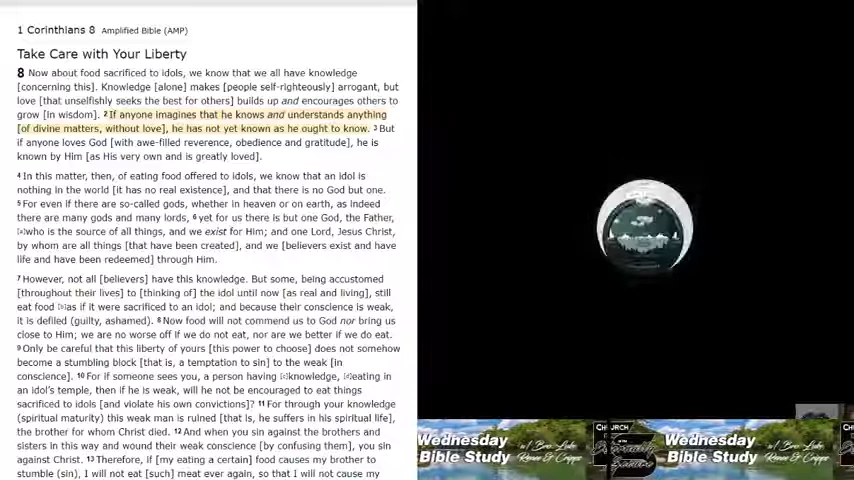 1 Corinthians 8 Amplified Bible (AMP)
Take Care with Your Liberty
8 Now about food sacrificed to idols, we know that we all have knowledge
[concerning this]. Knowledge [alone] makes [people self-righteously] arrogant, but
love [that unselfishly seeks the best for others] builds up and encourages others to
grow [in wisdom]. 2 If anyone imagines that he knows and understands anything
[of divine matters, without love], he has not yet known as he ought to know. 3 But
if anyone loves God [with awe-filled reverence, obedience and gratitude], he is
known by Him [as His very own and is greatly loved].
4 In this matter, then, of eating food offered to idols, we know that an idol is
nothing in the world [it has no real existence], and that there is no God but one.
5 For even if there are so-called gods, whether in heaven or on earth, as indeed
there are many gods and many lords, 6 yet for us there is but one God, the Father,
[a]who is the source of all things, and we exist for Him; and one Lord, Jesus Christ,
by whom are all things [that have been created], and we [believers exist and have
life and have been redeemed] through Him.
7 However, not all [believers] have this knowledge. But some, being accustomed
[throughout their lives] to [thinking of] the idol until now [as real and living], still
eat food [b]as if it were sacrificed to an idol; and because their conscience is weak,
it is defiled (guilty, ashamed). 8 Now food will not commend us to God nor bring us
close to Him; we are no worse off if we do not eat, nor are we better if we do eat.
9 Only be careful that this liberty of yours [this power to choose] does not somehow
become a stumbling block [that is, a temptation to sin] to the weak [in
conscience]. 10 For if someone sees you, a person having [c]knowledge, [d]eating in
an idol's temple, then if he is weak, will he not be encouraged to eat things
sacrificed to idols [and violate his own convictions]? 11 For through your knowledge
(spiritual maturity) this weak man is ruined [that is, he suffers in his spiritual life],
the brother for whom Christ died. 12 And when you sin against the brothers and
sisters in this way and wound their weak conscience [by confusing them], you sin
against Christ. 13 Therefore, if [my eating a certain] food causes my brother to
stumble (sin), I will not eat [such] meat ever again, so that I will not cause my
Wednesday
Bible Study
CHURCH
Wednesday
Bible Study